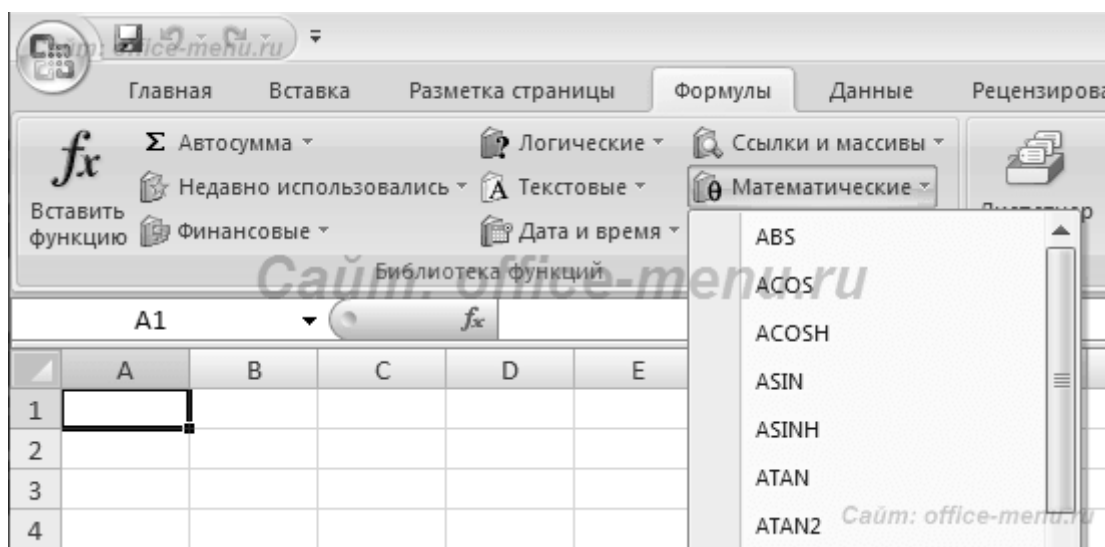 Сайт: office-menu.ru
Главная Вставка Разметка страницы Формулы Данные Рецензирова
Σ Автосумма Логические Ссылки и массивы
fx Недавно использовались Текстовые θ Математические
Вставить функцию Финансовые Дата и время
Библиотека функций
Сайт: office-menu.ru
A1 fx
A B C D E
1
2
3
4
ABS
ACOS
ACOSH
ASIN
ASINH
ATAN
ATAN2
Сайт: office-menu.ru